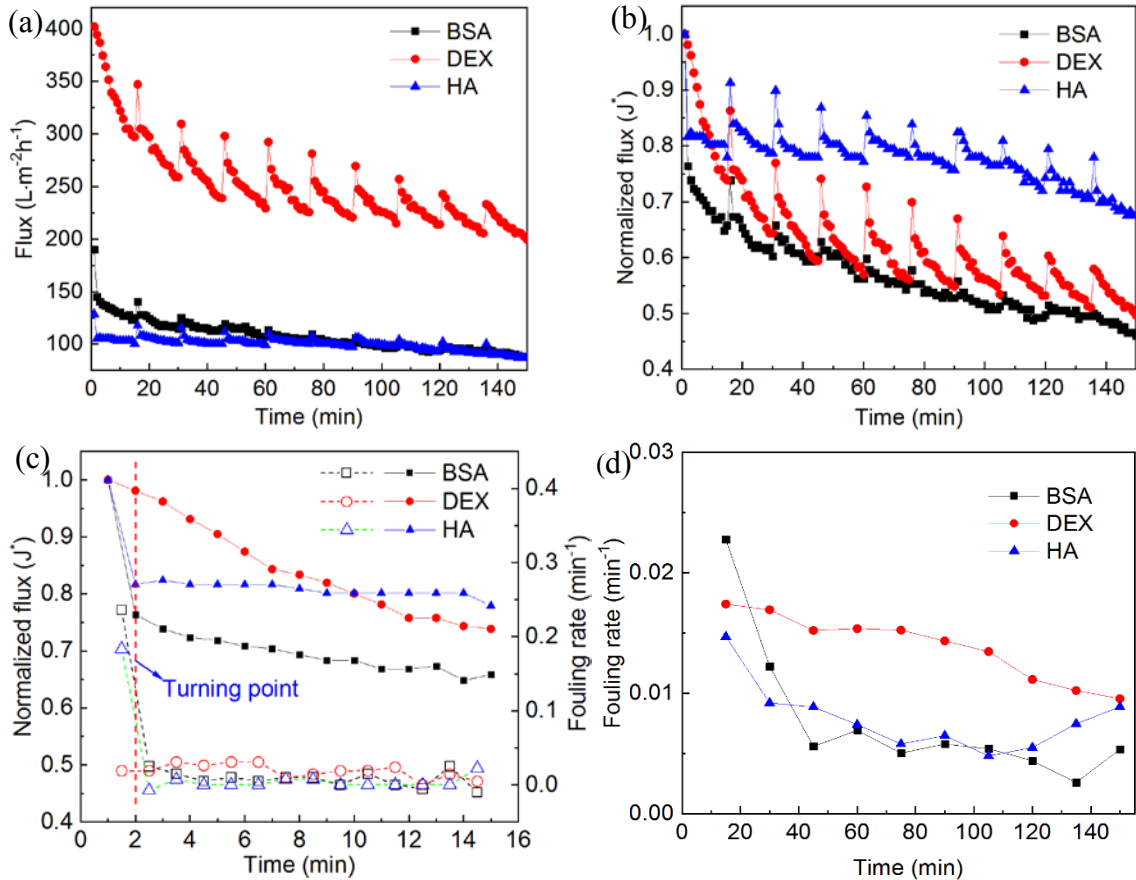 (a)
BSA
DEX
HA
400
350
300
250
200
150
100
Flux (L·m⁻²h⁻¹)
0 20 40 60 80 100 120 140
Time (min)
(b)
BSA
DEX
HA
1.0
0.9
0.8
0.7
0.6
0.5
0.4
Normalized flux (J*)
0 20 40 60 80 100 120 140
Time (min)
(c)
BSA
DEX
HA
1.0
0.9
0.8
0.7
0.6
0.5
0.4
Normalized flux (J*)
Turning point
0.4
0.3
0.2
0.1
0.0
Fouling rate (min⁻¹)
0 2 4 6 8 10 12 14 16
Time (min)
(d)
BSA
DEX
HA
0.03
0.02
0.01
0.00
Fouling rate (min⁻¹)
0 20 40 60 80 100 120 140
Time (min)